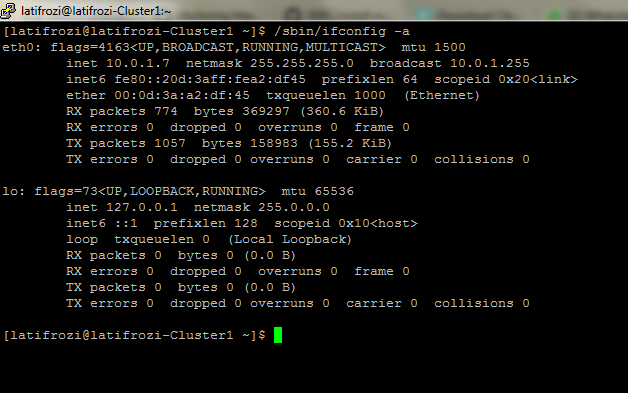 latifrozi@latifrozi-Cluster1:~
[latifrozi@latifrozi-Cluster1 ~]$ /sbin/ifconfig -a
eth0: flags=4163<UP,BROADCAST,RUNNING,MULTICAST>  mtu 1500
        inet 10.0.1.7  netmask 255.255.255.0  broadcast 10.0.1.255
        inet6 fe80::20d:3aff:fea2:df45  prefixlen 64  scopeid 0x20<link>
        ether 00:0d:3a:a2:df:45  txqueuelen 1000  (Ethernet)
        RX packets 774  bytes 369297 (360.6 KiB)
        RX errors 0  dropped 0  overruns 0  frame 0
        TX packets 1057  bytes 158983 (155.2 KiB)
        TX errors 0  dropped 0 overruns 0  carrier 0  collisions 0

lo: flags=73<UP,LOOPBACK,RUNNING>  mtu 65536
        inet 127.0.0.1  netmask 255.0.0.0
        inet6 ::1  prefixlen 128  scopeid 0x10<host>
        loop  txqueuelen 0  (Local Loopback)
        RX packets 0  bytes 0 (0.0 B)
        RX errors 0  dropped 0  overruns 0  frame 0
        TX packets 0  bytes 0 (0.0 B)
        TX errors 0  dropped 0 overruns 0  carrier 0  collisions 0

[latifrozi@latifrozi-Cluster1 ~]$